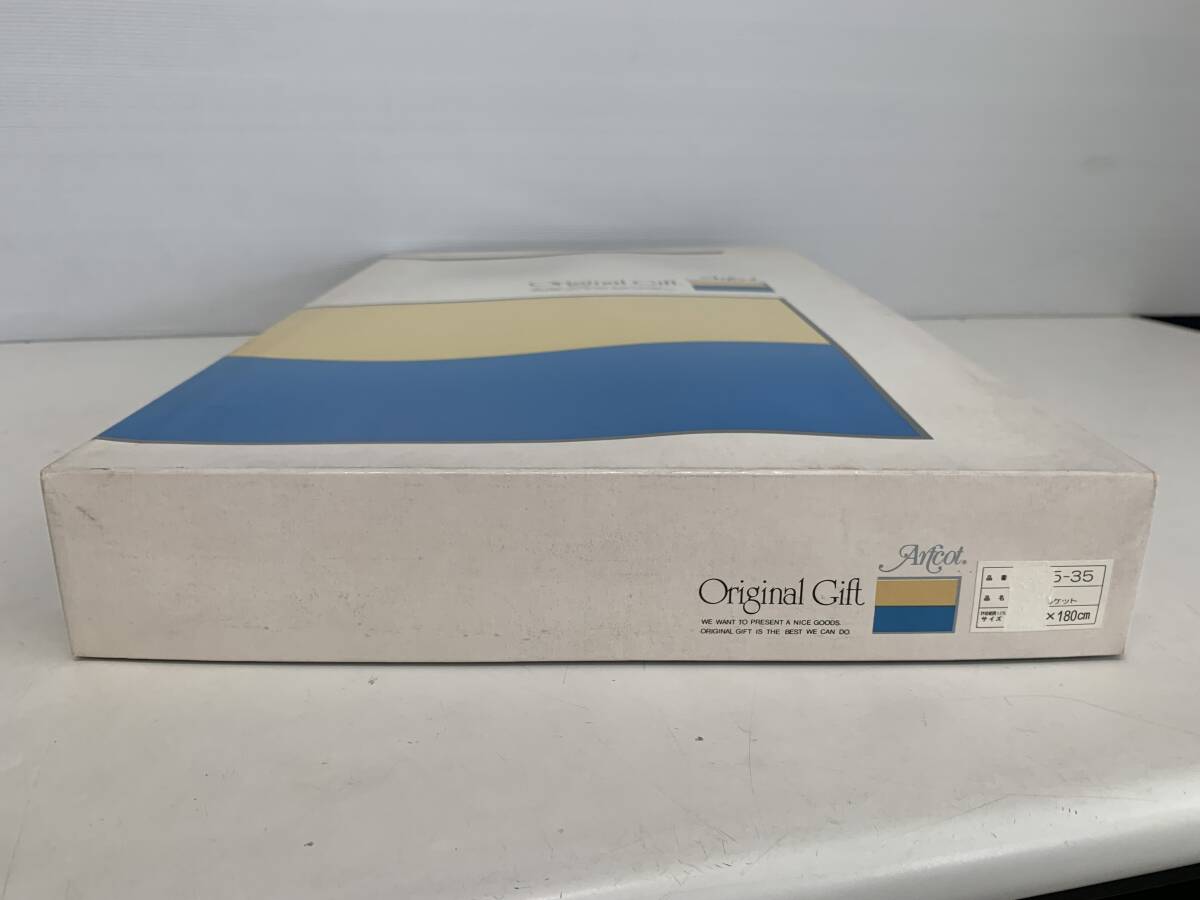 Original Gift
Artcot
Original Gift
WE WANT TO PRESENT A NICE GOODS.
ORIGINAL GIFT IS THE BEST WE CAN DO.
品番 5-35
品名 ケット
サイズ ×180cm